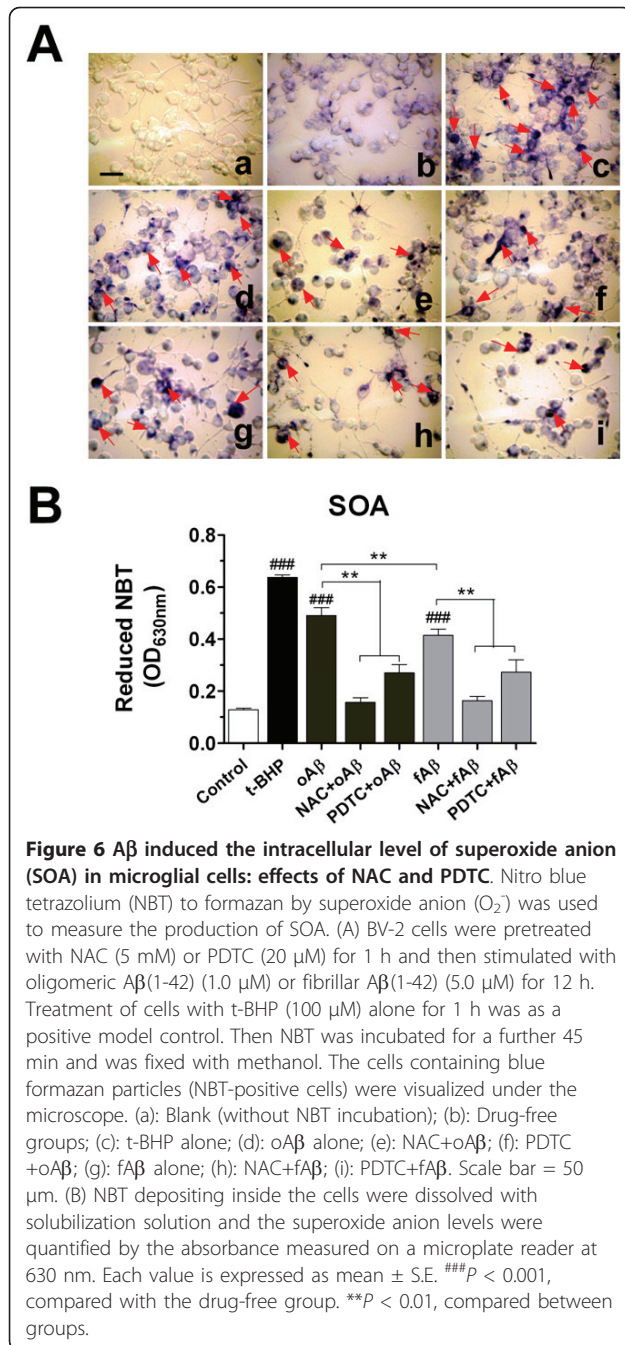 A
a
b
c
d
e
f
g
h
i
B
SOA
Reduced NBT
(OD630nm)
0.8
0.6
0.4
0.2
0.0
###
###
**
**
###
**
Control
t-BHP
oAβ
NAC+oAβ
PDTC+oAβ
fAβ
NAC+fAβ
PDTC+fAβ
Figure 6 Aβ induced the intracellular level of superoxide anion
(SOA) in microglial cells: effects of NAC and PDTC. Nitro blue
tetrazolium (NBT) to formazan by superoxide anion (O₂⁻) was used
to measure the production of SOA. (A) BV-2 cells were pretreated
with NAC (5 mM) or PDTC (20 μM) for 1 h and then stimulated with
oligomeric Aβ(1-42) (1.0 μM) or fibrillar Aβ(1-42) (5.0 μM) for 12 h.
Treatment of cells with t-BHP (100 μM) alone for 1 h was as a
positive model control. Then NBT was incubated for a further 45
min and was fixed with methanol. The cells containing blue
formazan particles (NBT-positive cells) were visualized under the
microscope. (a): Blank (without NBT incubation); (b): Drug-free
groups; (c): t-BHP alone; (d): oAβ alone; (e): NAC+oAβ; (f): PDTC
+oAβ; (g): fAβ alone; (h): NAC+fAβ; (i): PDTC+fAβ. Scale bar = 50
μm. (B) NBT depositing inside the cells were dissolved with
solubilization solution and the superoxide anion levels were
quantified by the absorbance measured on a microplate reader at
630 nm. Each value is expressed as mean ± S.E. ###P < 0.001,
compared with the drug-free group. **P < 0.01, compared between
groups.